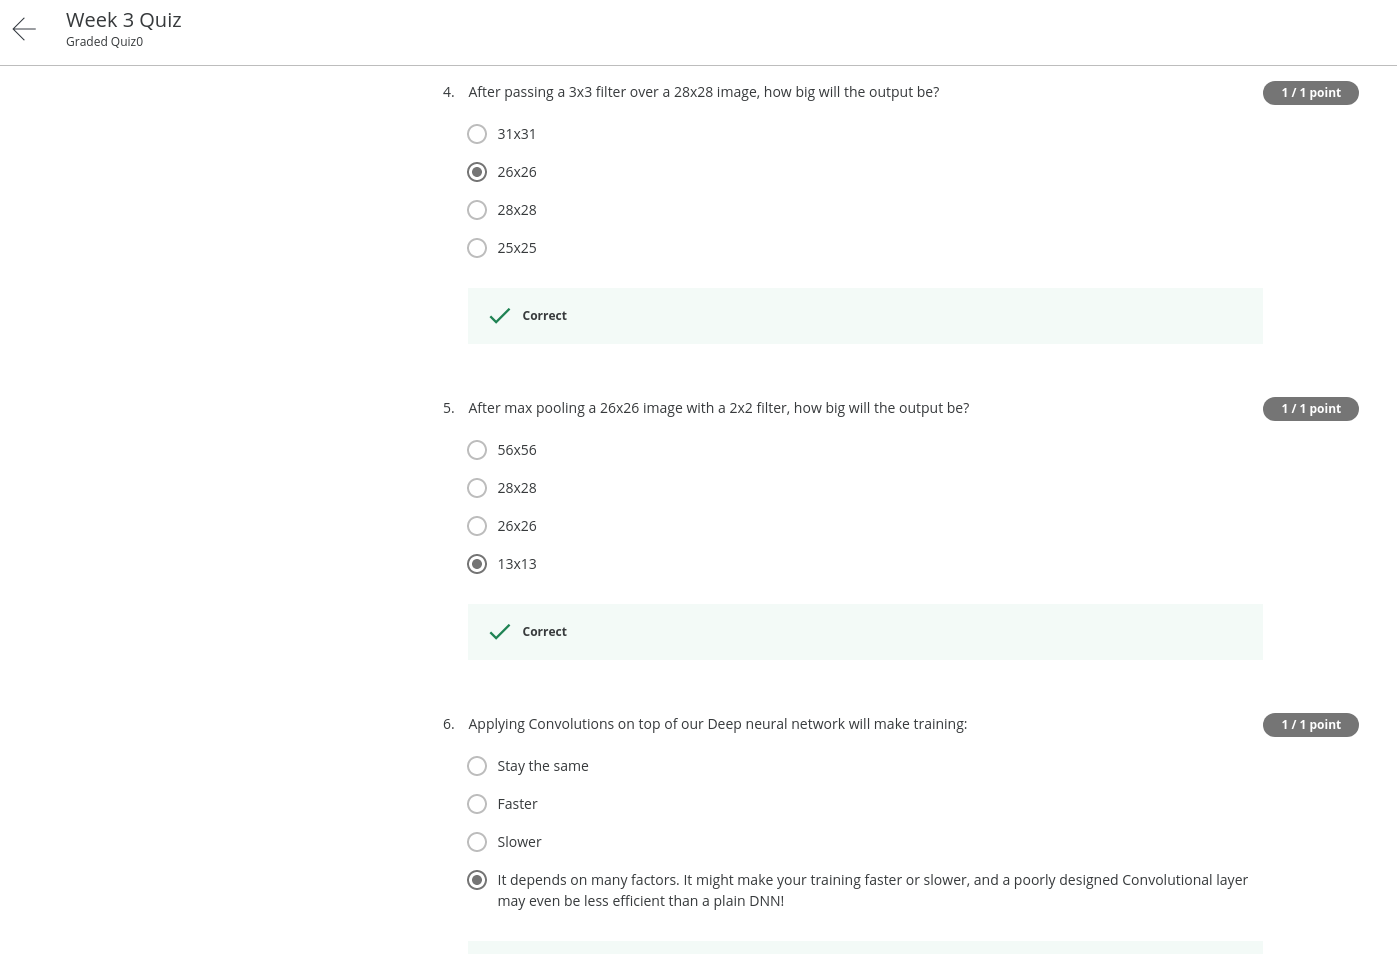 Week 3 Quiz
Graded Quiz0
4. After passing a 3x3 filter over a 28x28 image, how big will the output be?
1 / 1 point
31x31
26x26
28x28
25x25
Correct
5. After max pooling a 26x26 image with a 2x2 filter, how big will the output be?
1 / 1 point
56x56
28x28
26x26
13x13
Correct
6. Applying Convolutions on top of our Deep neural network will make training:
1 / 1 point
Stay the same
Faster
Slower
It depends on many factors. It might make your training faster or slower, and a poorly designed Convolutional layer
may even be less efficient than a plain DNN!